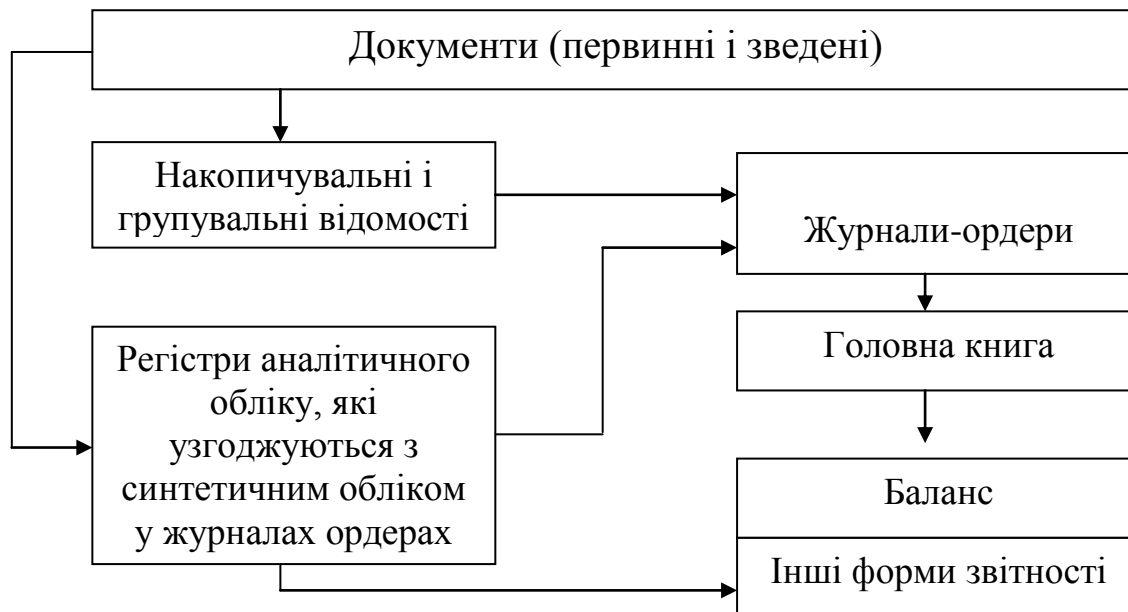 Документи (первинні і зведені)
Накопичувальні і
групувальні відомості
Журнали-ордери
Головна книга
Регістри аналітичного
обліку, які
узгоджуються з
синтетичним обліком
у журналах ордерах
Баланс
Інші форми звітності